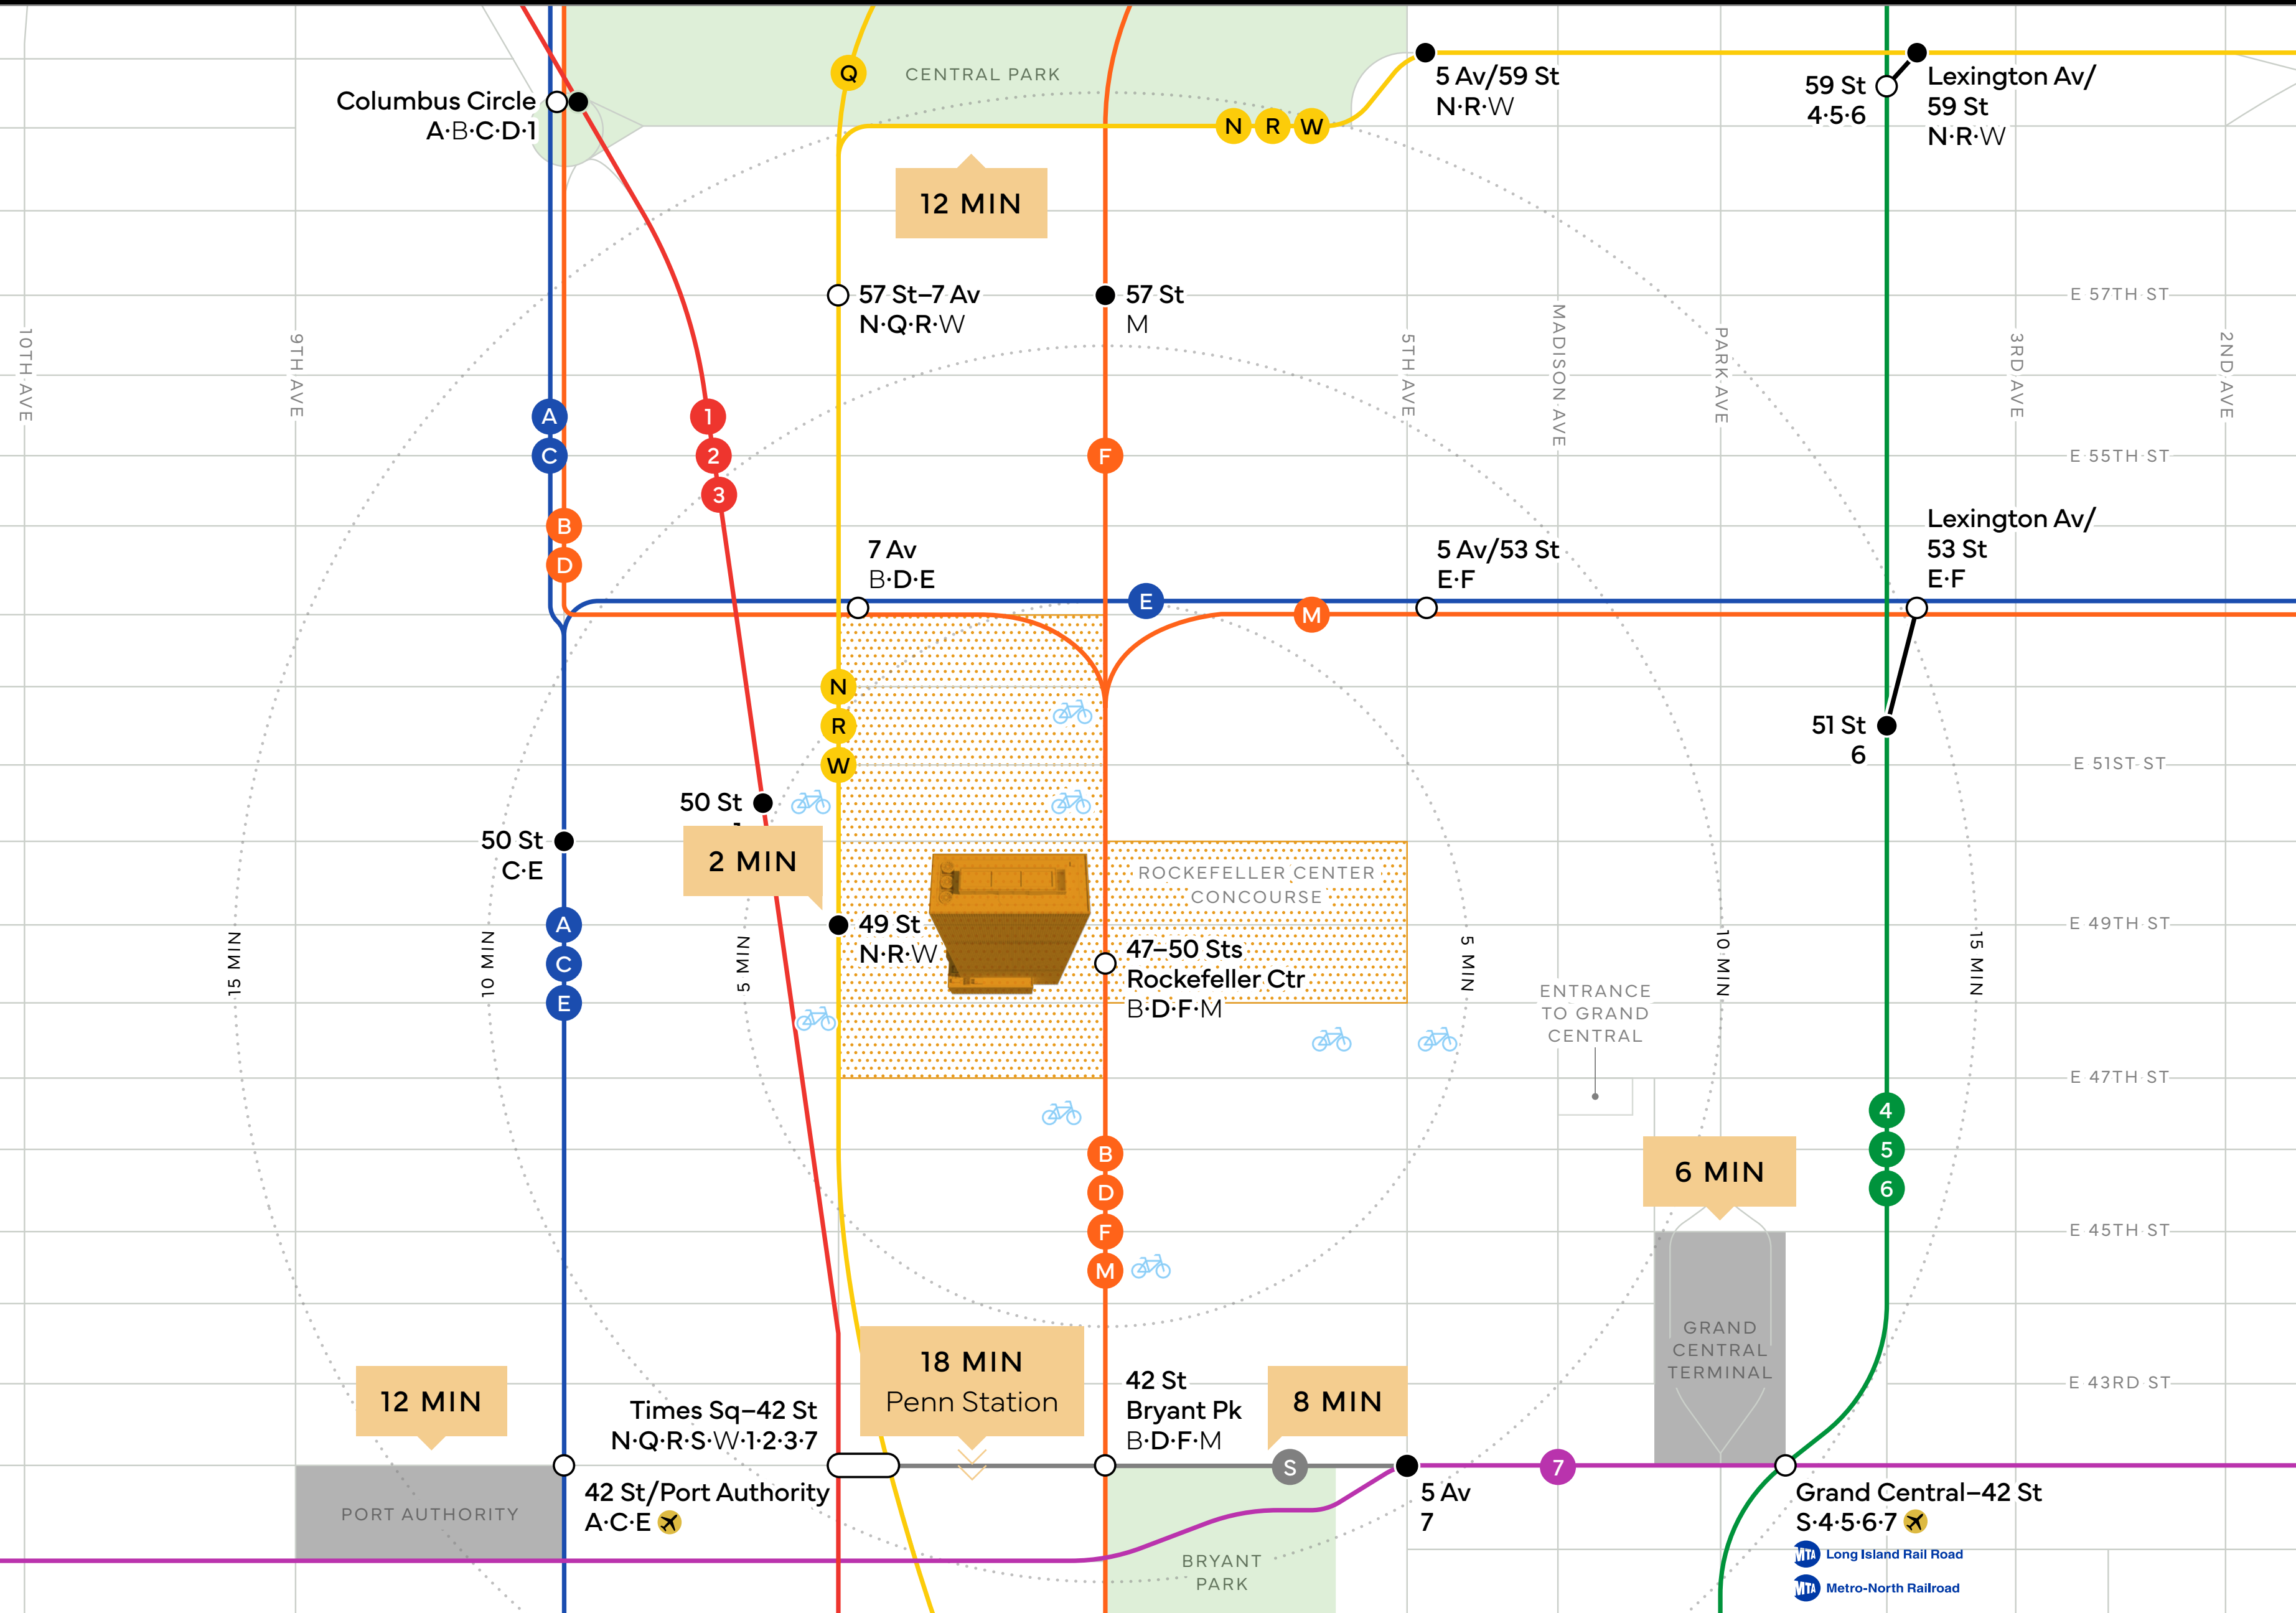 Q
CENTRAL PARK
Columbus Circle
A·B·C·D·1
N R W
5 Av/59 St
N·R·W
59 St
4·5·6
Lexington Av/
59 St
N·R·W
12 MIN
57 St–7 Av
N·Q·R·W
57 St
M
E 57TH ST
10TH AVE
9TH AVE
5TH AVE
MADISON AVE
PARK AVE
3RD AVE
2ND AVE
A
C
1
2
3
F
E 55TH ST
B
D
7 Av
B·D·E
E
M
5 Av/53 St
E·F
Lexington Av/
53 St
E·F
N
R
W
51 St
6
E 51ST ST
50 St
50 St
C·E
2 MIN
ROCKEFELLER CENTER
CONCOURSE
49 St
N·R·W
47–50 Sts
Rockefeller Ctr
B·D·F·M
E 49TH ST
A
C
E
15 MIN
10 MIN
5 MIN
5 MIN
10 MIN
15 MIN
ENTRANCE
TO GRAND
CENTRAL
E 47TH ST
4
5
6
B
D
F
M
6 MIN
E 45TH ST
GRAND
CENTRAL
TERMINAL
18 MIN
Penn Station
12 MIN
8 MIN
42 St
Bryant Pk
B·D·F·M
E 43RD ST
Times Sq–42 St
N·Q·R·S·W·1·2·3·7
S
7
PORT AUTHORITY
42 St/Port Authority
A·C·E
5 Av
7
Grand Central–42 St
S·4·5·6·7
BRYANT
PARK
MTA Long Island Rail Road
MTA Metro-North Railroad